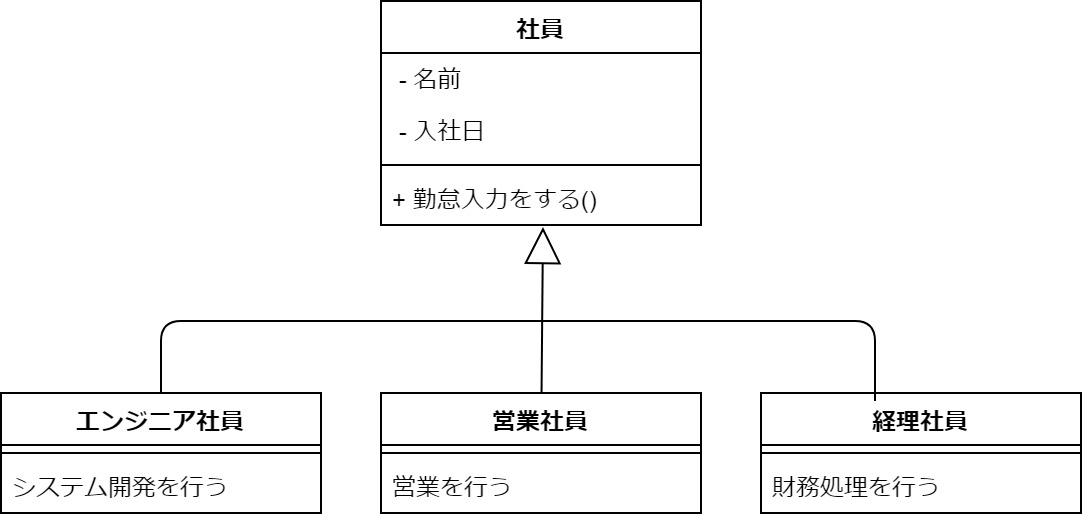 社員
- 名前
- 入社日
+ 勤怠入力をする()
エンジニア社員
システム開発を行う
営業社員
営業を行う
経理社員
財務処理を行う